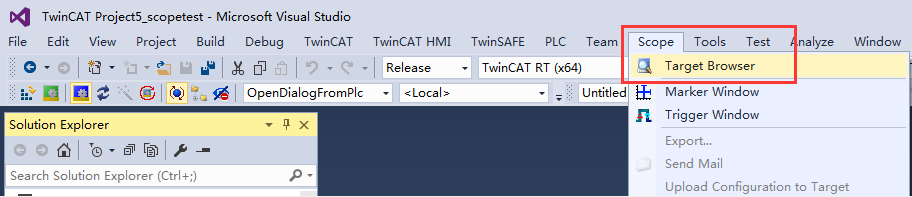 TwinCAT Project5_scopetest - Microsoft Visual Studio
File Edit View Project Build Debug TwinCAT TwinCAT HMI TwinSAFE PLC Team Scope Tools Test Analyze Window
Release TwinCAT RT (x64) Target Browser
OpenDialogFromPlc <Local> Untitled Marker Window
Trigger Window
Solution Explorer
Export...
Send Mail
Search Solution Explorer (Ctrl+;)
Upload Configuration to Target